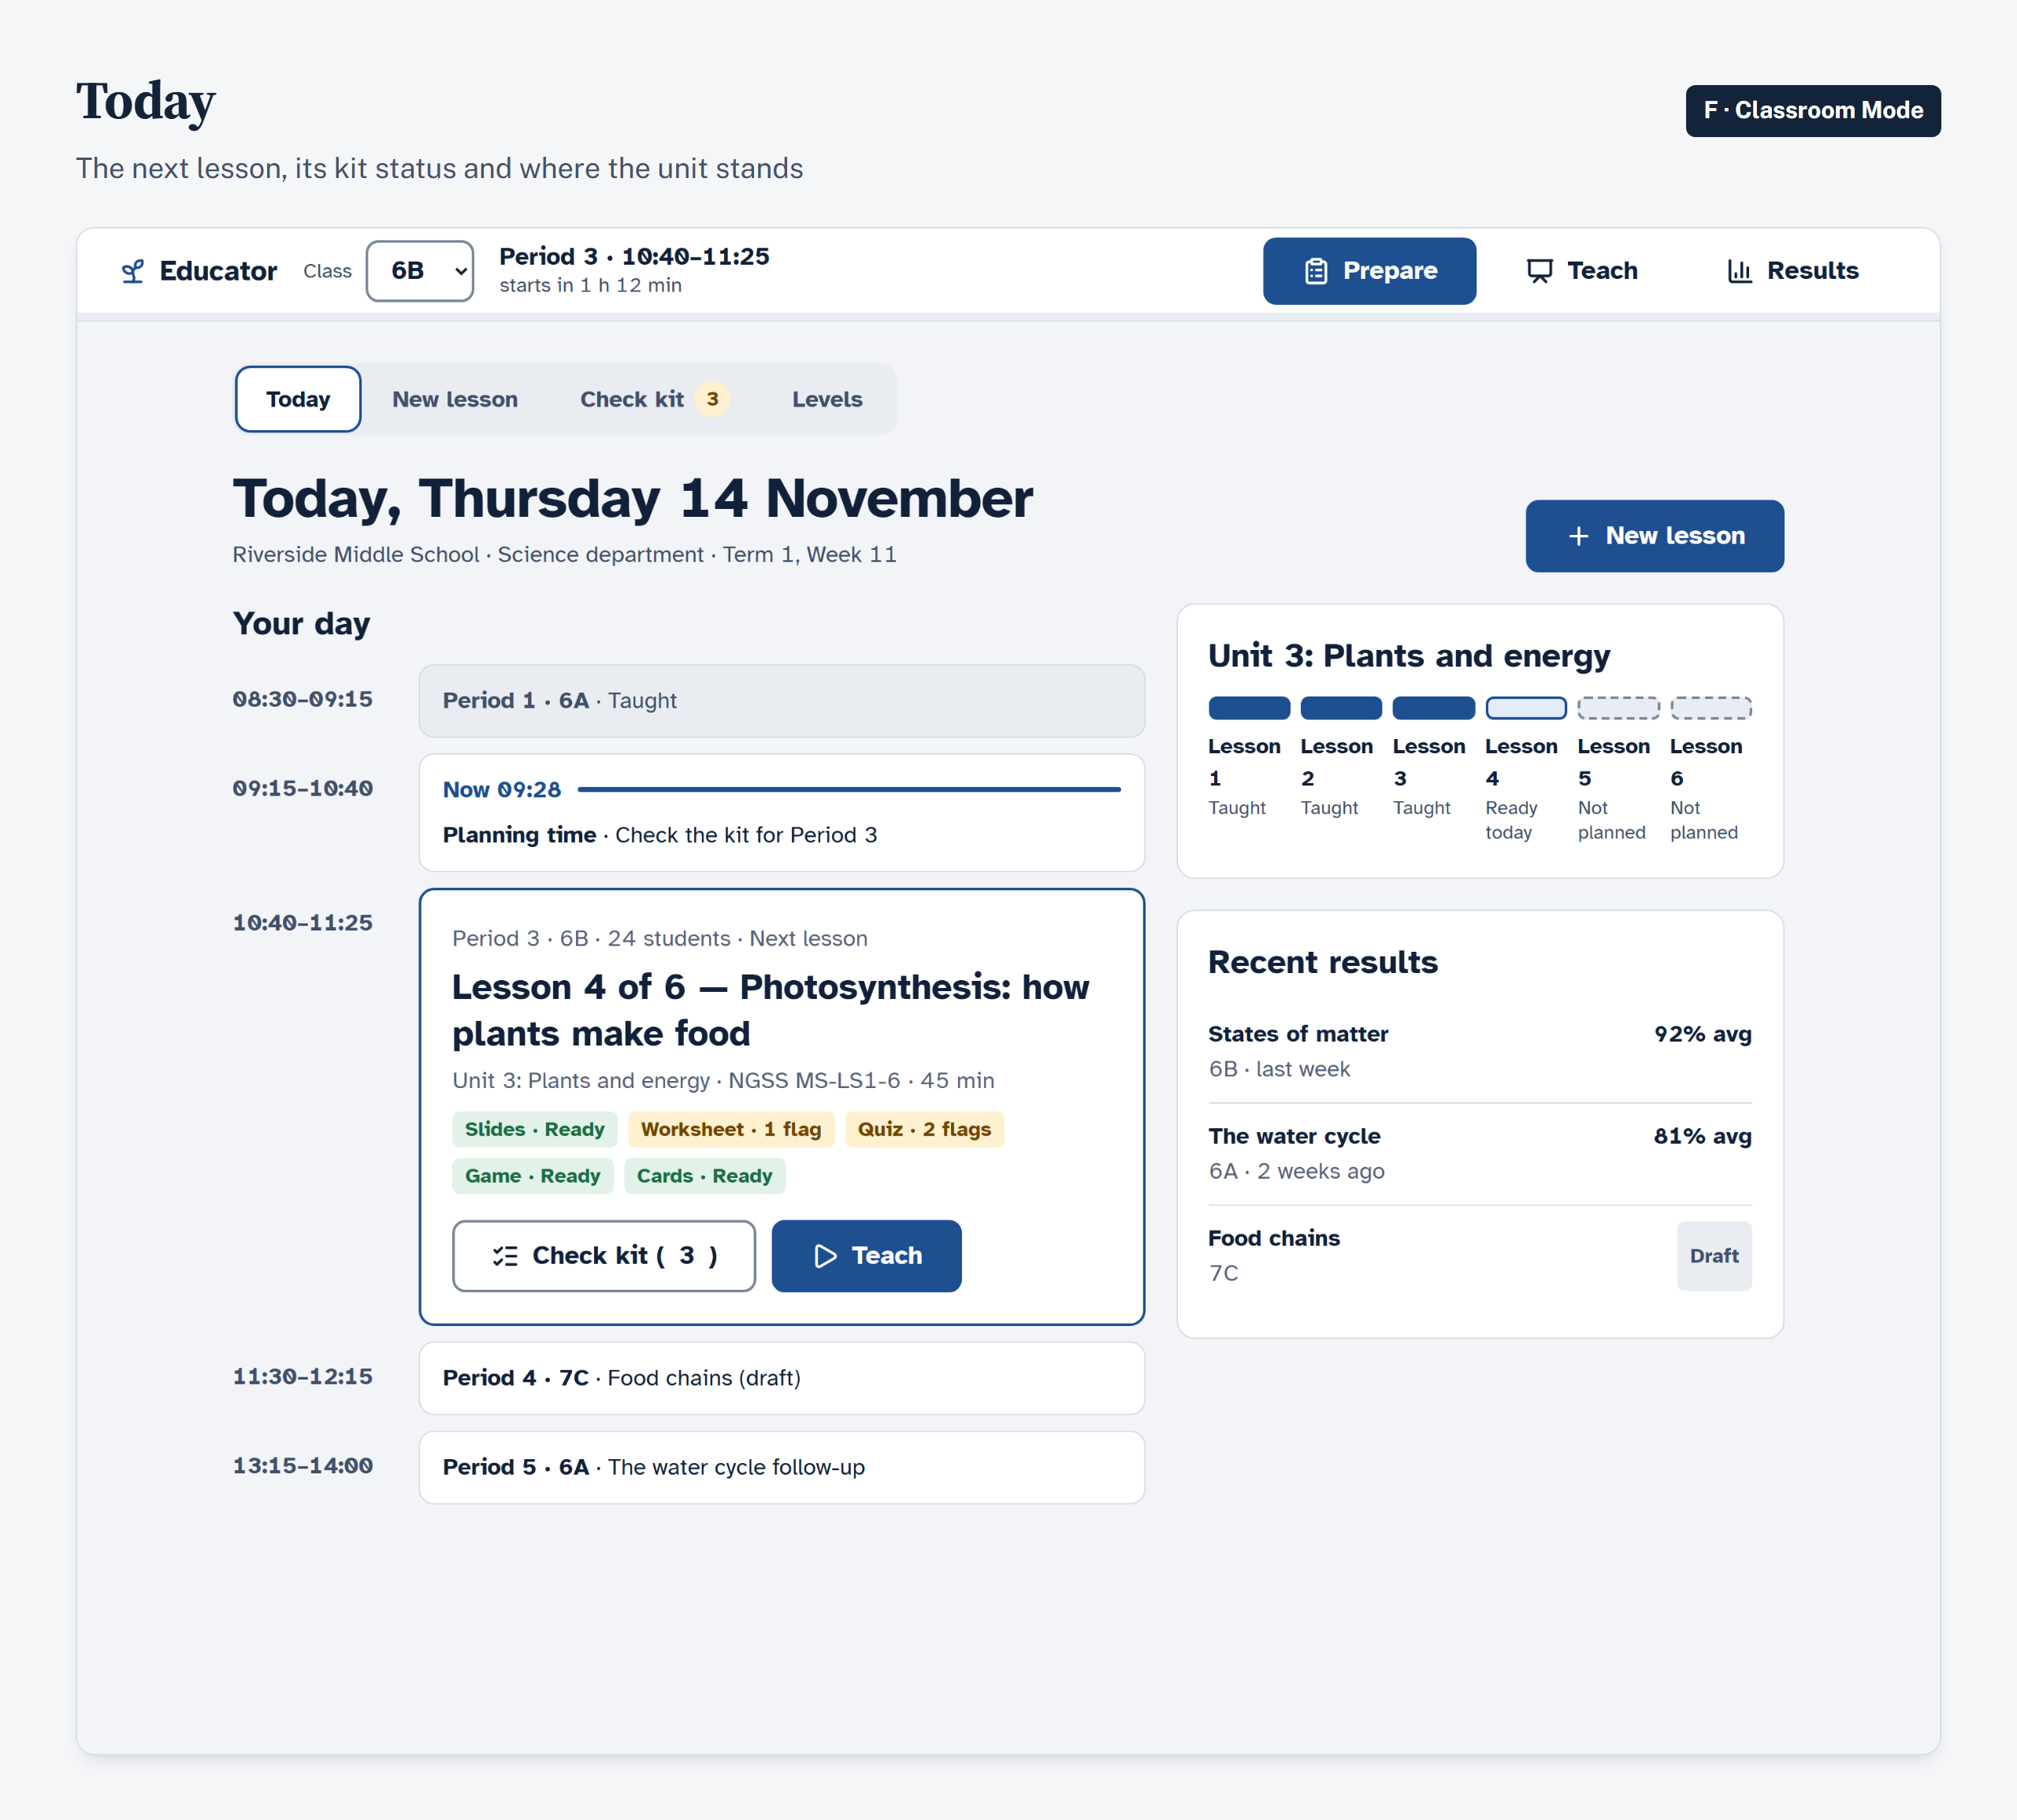 Today
F · Classroom Mode
The next lesson, its kit status and where the unit stands
Educator
Class
6B
Period 3 · 10:40–11:25
starts in 1 h 12 min
Prepare
Teach
Results
Today
New lesson
Check kit 3
Levels
Today, Thursday 14 November
Riverside Middle School · Science department · Term 1, Week 11
New lesson
Your day
08:30–09:15
Period 1 · 6A · Taught
09:15–10:40
Now 09:28
Planning time · Check the kit for Period 3
10:40–11:25
Period 3 · 6B · 24 students · Next lesson
Lesson 4 of 6 — Photosynthesis: how
plants make food
Unit 3: Plants and energy · NGSS MS-LS1-6 · 45 min
Slides · Ready
Worksheet · 1 flag
Quiz · 2 flags
Game · Ready
Cards · Ready
Check kit ( 3 )
Teach
11:30–12:15
Period 4 · 7C · Food chains (draft)
13:15–14:00
Period 5 · 6A · The water cycle follow-up
Unit 3: Plants and energy
Lesson
1
Taught
Lesson
2
Taught
Lesson
3
Taught
Lesson
4
Ready
today
Lesson
5
Not
planned
Lesson
6
Not
planned
Recent results
States of matter
92% avg
6B · last week
The water cycle
81% avg
6A · 2 weeks ago
Food chains
Draft
7C